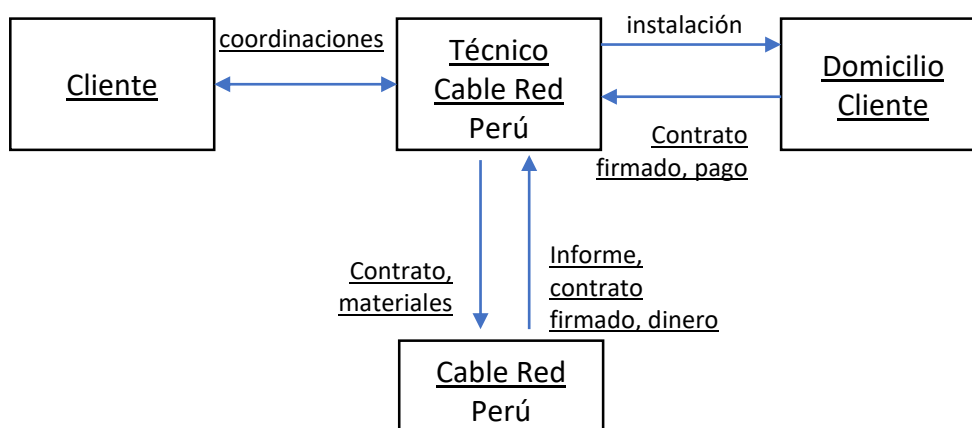 coordinaciones
instalación
Cliente
Técnico
Cable Red
Perú
Domicilio
Cliente
Contrato
firmado, pago
Contrato,
materiales
Informe,
contrato
firmado, dinero
Cable Red
Perú